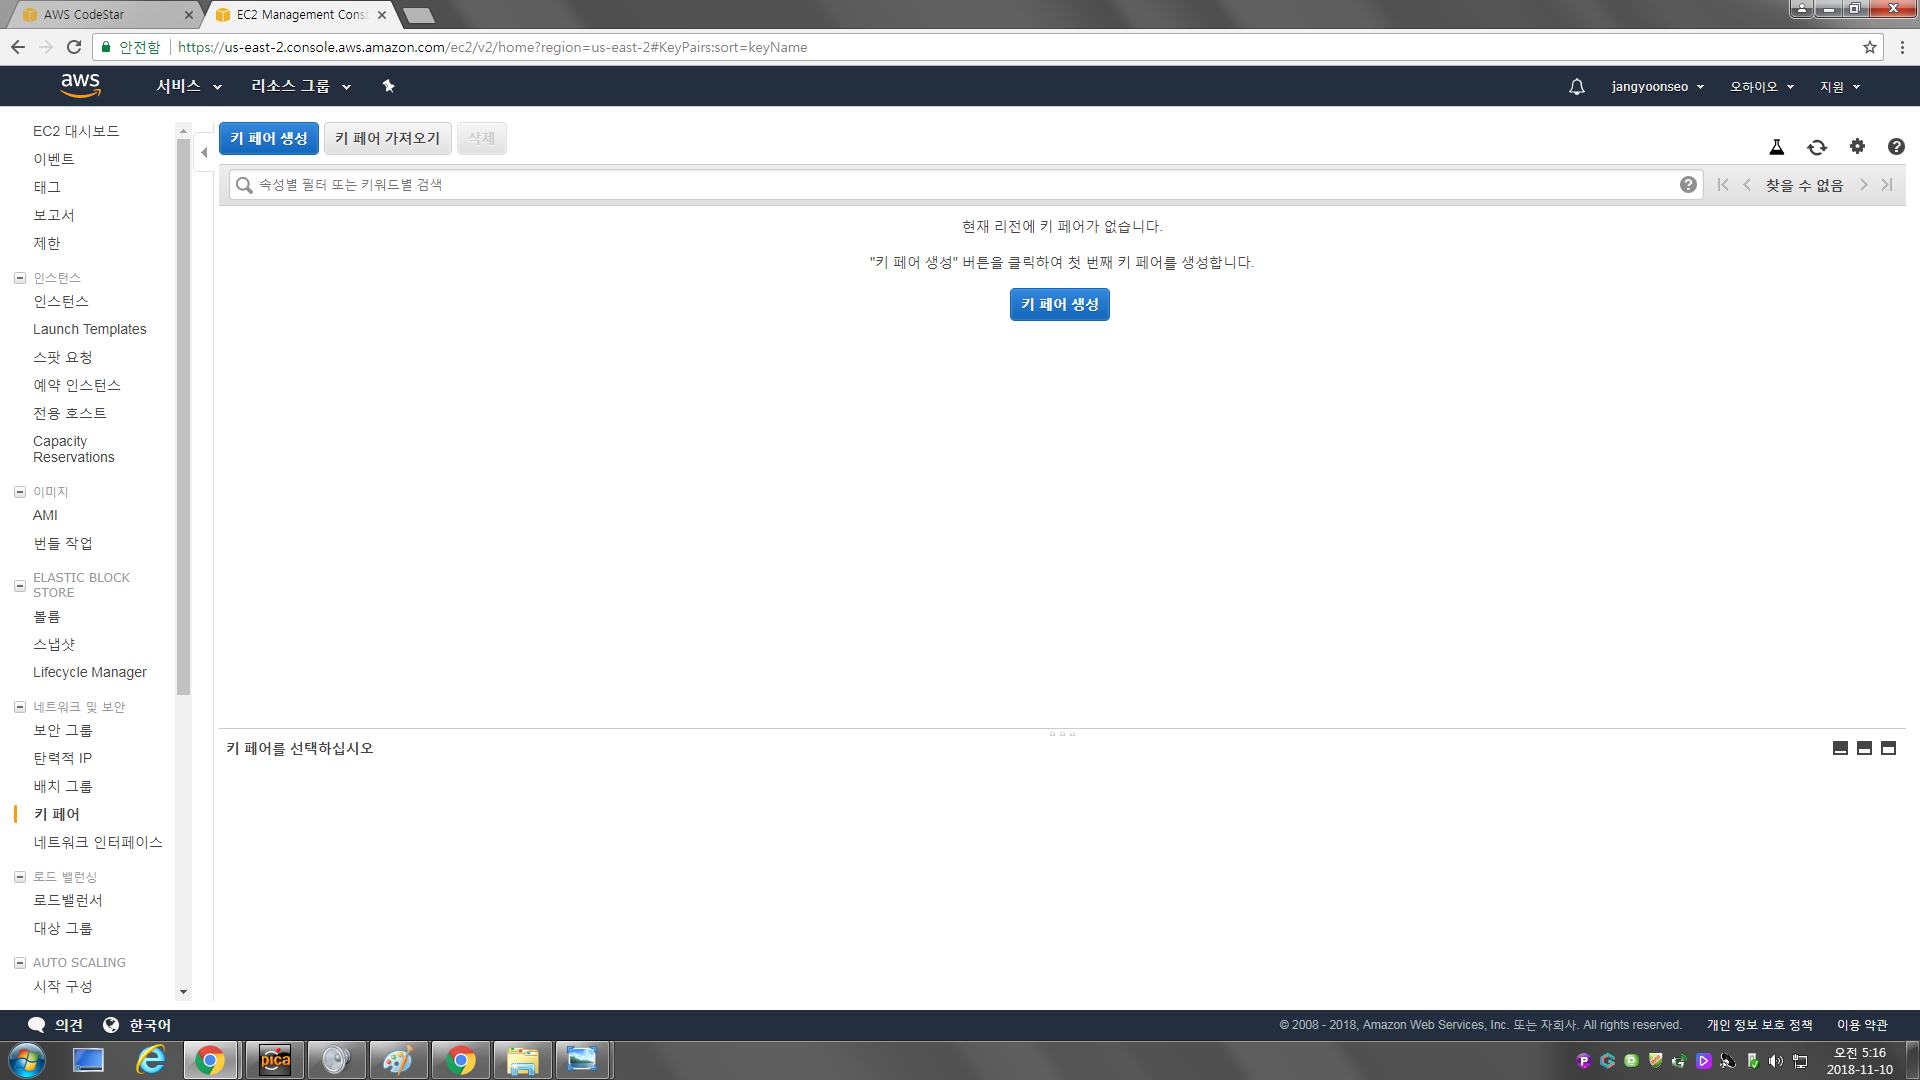 AWS CodeStar
EC2 Management Cons
안전함
https://us-east-2.console.aws.amazon.com/ec2/v2/home?region=us-east-2#KeyPairs:sort=keyName
aws
서비스
리소스 그룹
jangyoonseo
오하이오
지원
EC2 대시보드
이벤트
태그
보고서
제한
인스턴스
인스턴스
Launch Templates
스팟 요청
예약 인스턴스
전용 호스트
Capacity
Reservations
이미지
AMI
번들 작업
ELASTIC BLOCK
STORE
볼륨
스냅샷
Lifecycle Manager
네트워크 및 보안
보안 그룹
탄력적 IP
배치 그룹
키 페어
네트워크 인터페이스
로드 밸런싱
로드밸런서
대상 그룹
AUTO SCALING
시작 구성
키 페어 생성
키 페어 가져오기
삭제
속성별 필터 또는 키워드별 검색
찾을 수 없음
현재 리전에 키 페어가 없습니다.
"키 페어 생성" 버튼을 클릭하여 첫 번째 키 페어를 생성합니다.
키 페어 생성
키 페어를 선택하십시오
의견
한국어
© 2008 - 2018, Amazon Web Services, Inc. 또는 자회사. All rights reserved.
개인 정보 보호 정책
이용 약관
pica
오전 5:16
2018-11-10